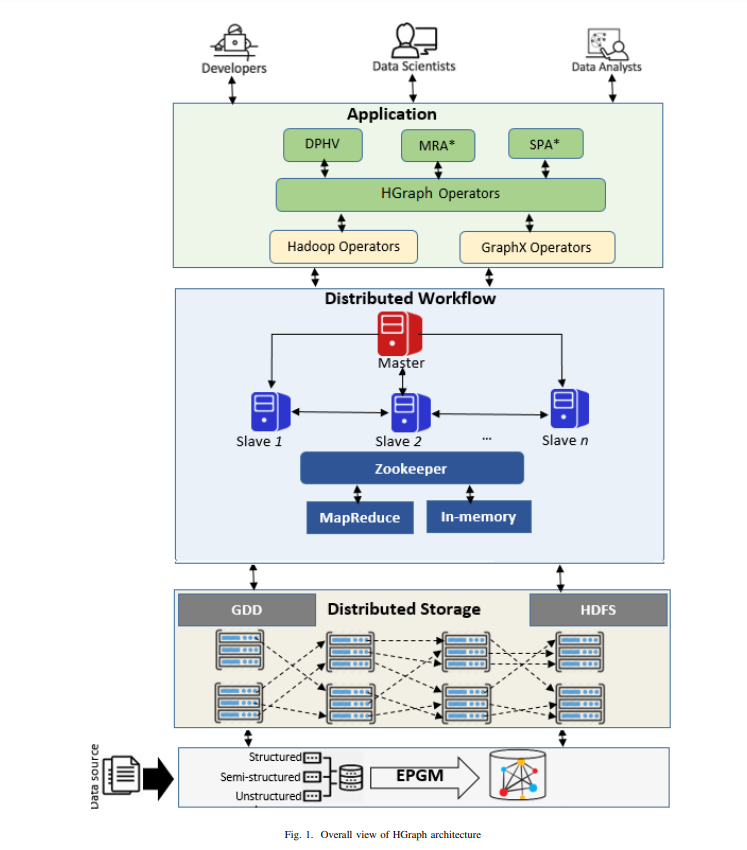 Developers
Data Scientists
Data Analysts
Application
DPHV
MRA*
SPA*
HGraph Operators
Hadoop Operators
GraphX Operators
Distributed Workflow
Master
Slave 1
Slave 2
...
Slave n
Zookeeper
MapReduce
In-memory
GDD
Distributed Storage
HDFS
Data source
Structured
Semi-structured
Unstructured
EPGM
Fig. 1. Overall view of HGraph architecture